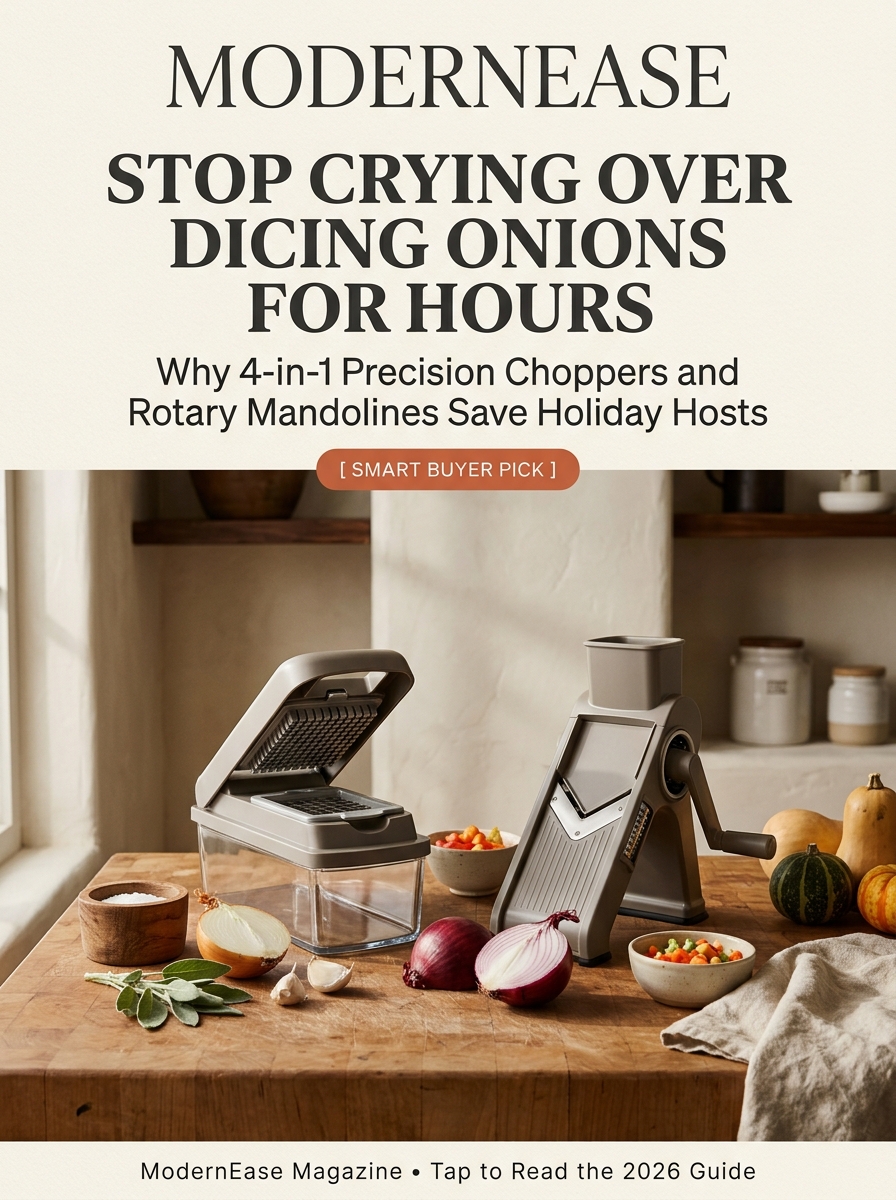 MODERNEASE
STOP CRYING OVER
DICING ONIONS
FOR HOURS
Why 4-in-1 Precision Choppers and
Rotary Mandolines Save Holiday Hosts
[ SMART BUYER PICK ]
ModernEase Magazine • Tap to Read the 2026 Guide